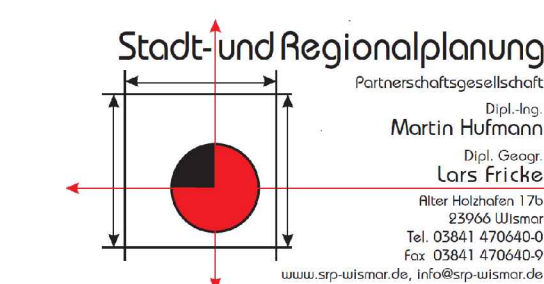 Stadt- und Regionalplanung
Partnerschaftsgesellschaft
Dipl.-Ing.
Martin Hufmann
Dipl. Geogr.
Lars Fricke
Alter Holzhafen 17b
23966 Wismar
Tel. 03841 470640-0
Fax 03841 470640-9
www.srp-wismar.de, info@srp-wismar.de